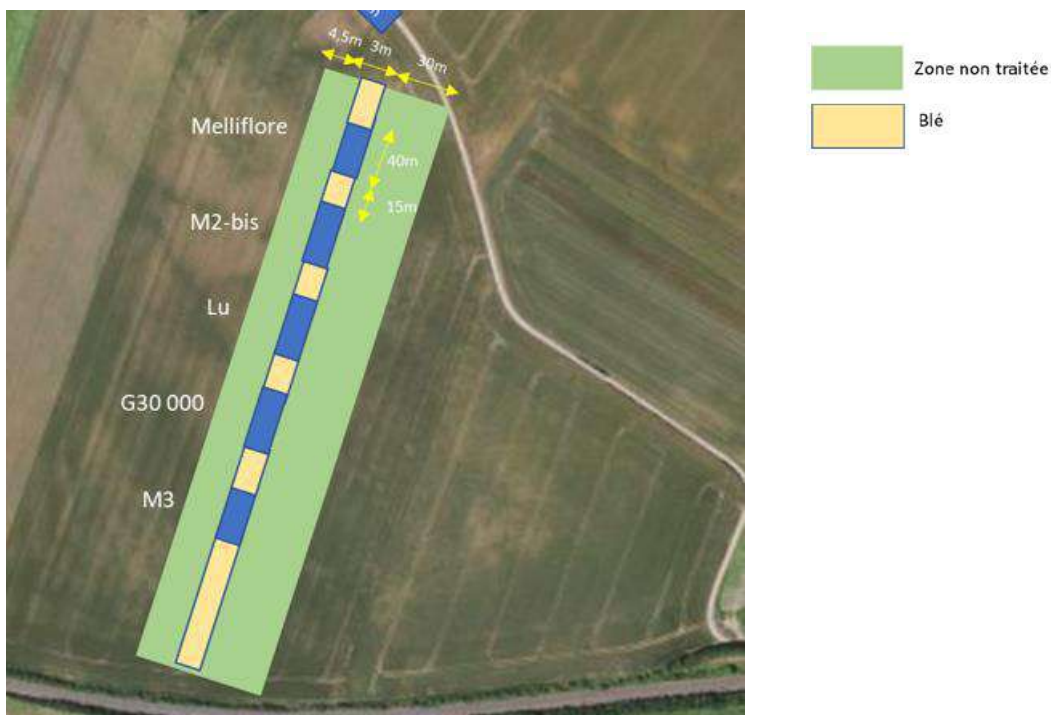 4,5m 3m 30m
Melliflore
40m
15m
M2-bis
Lu
G30 000
M3
Zone non traitée
Blé